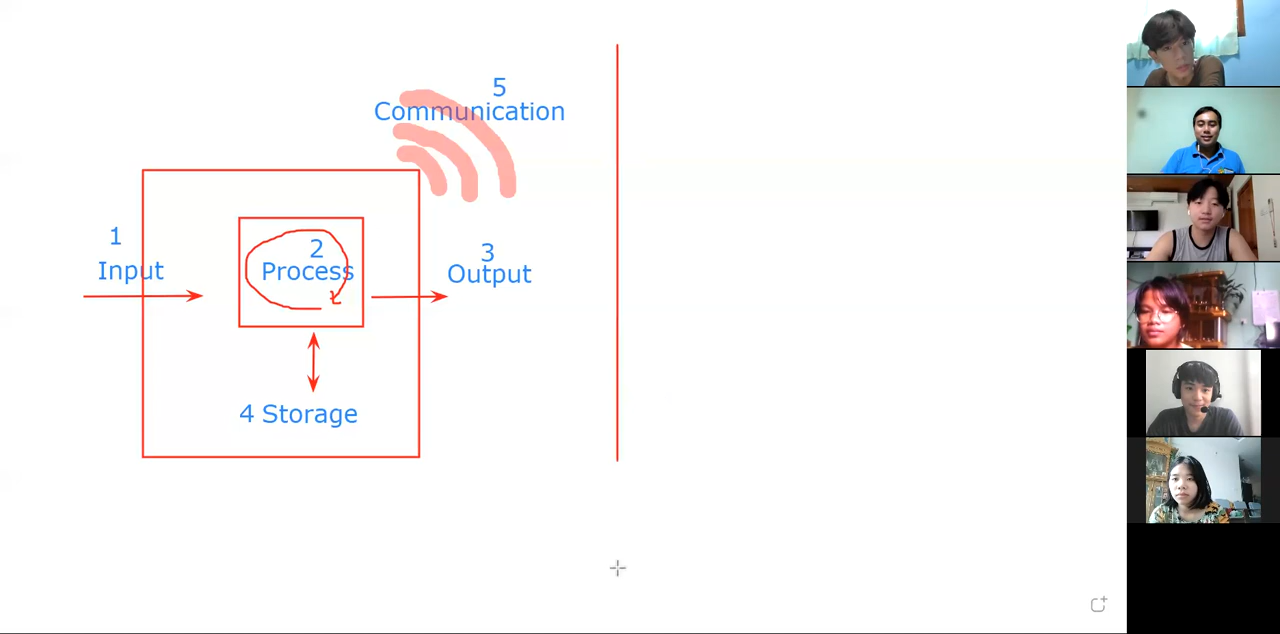 5
Communication
1
Input
2
Process
3
Output
4 Storage